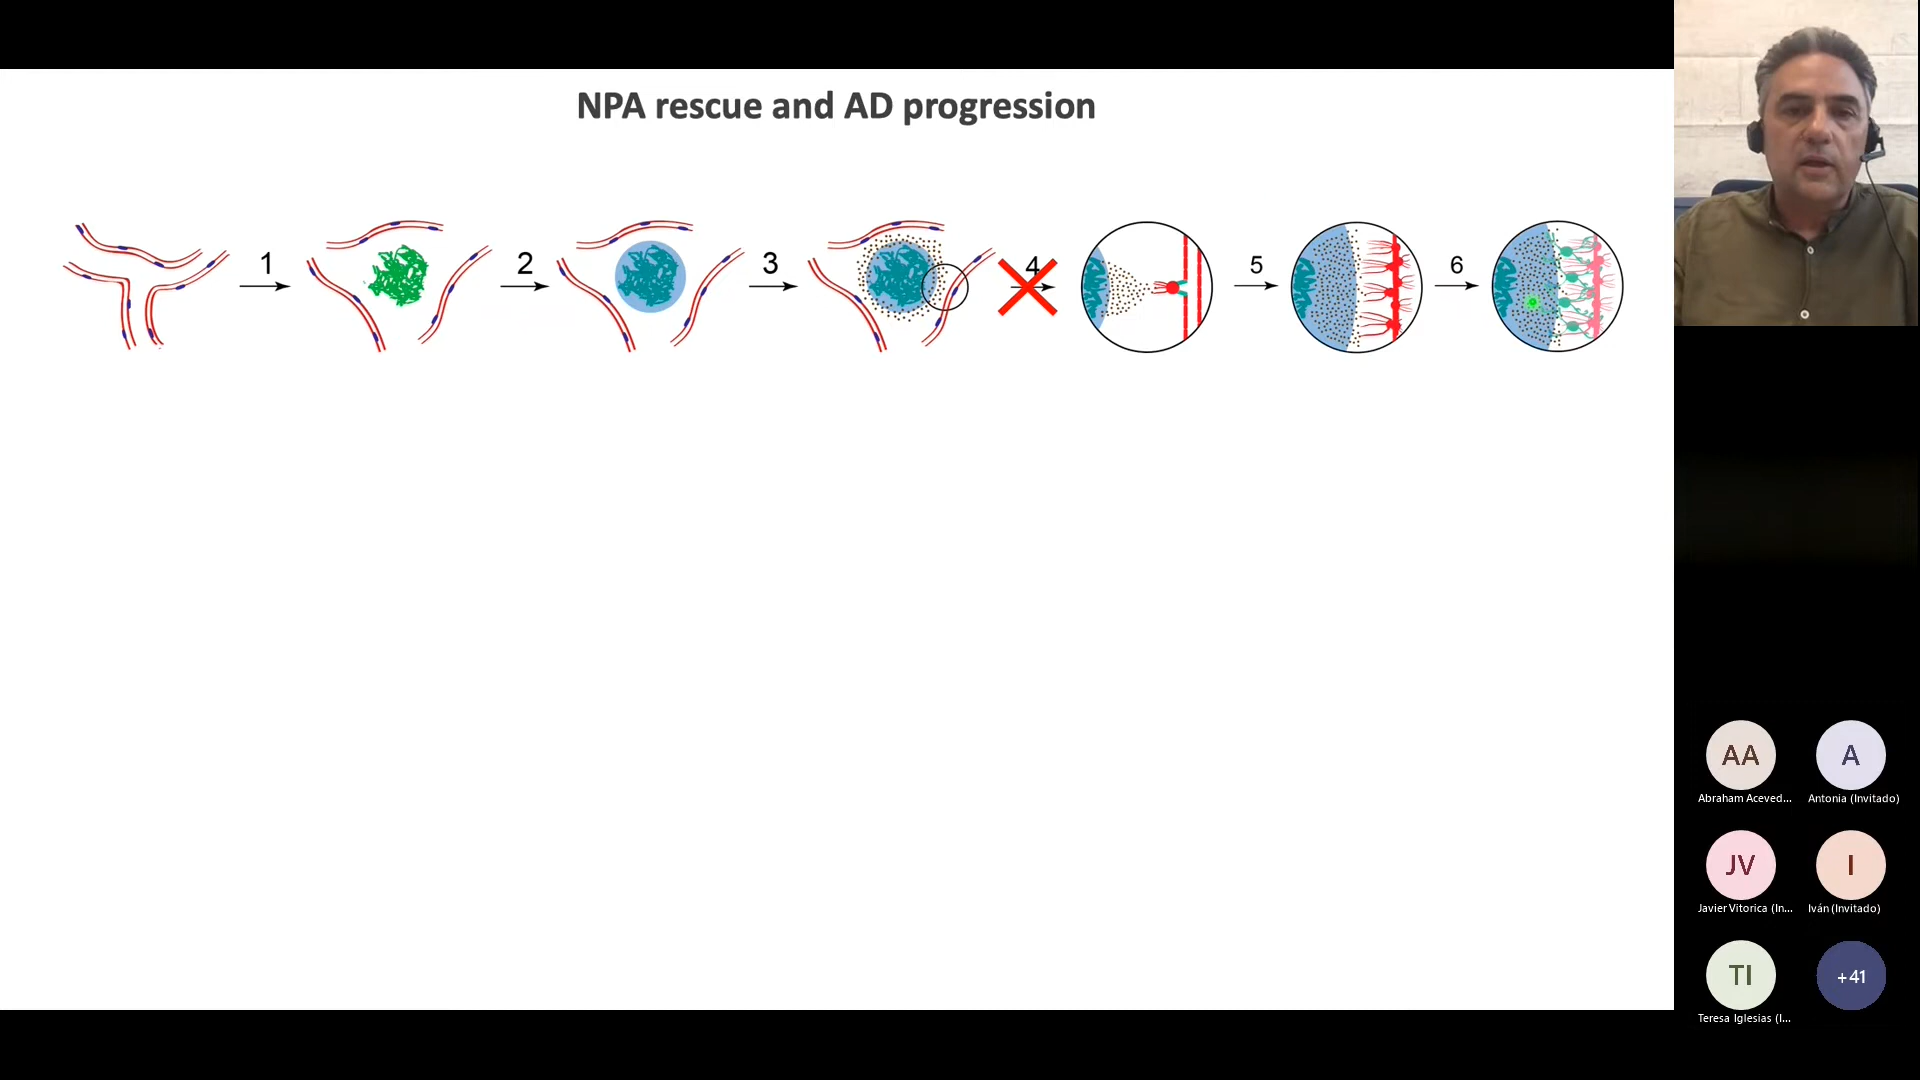 NPA rescue and AD progression
1
2
3
4
5
6
AA
Abraham Aceved...
A
Antonia (Invitado)
JV
Javier Vitorica (In...
I
Iván (Invitado)
TI
Teresa Iglesias (I...
+41